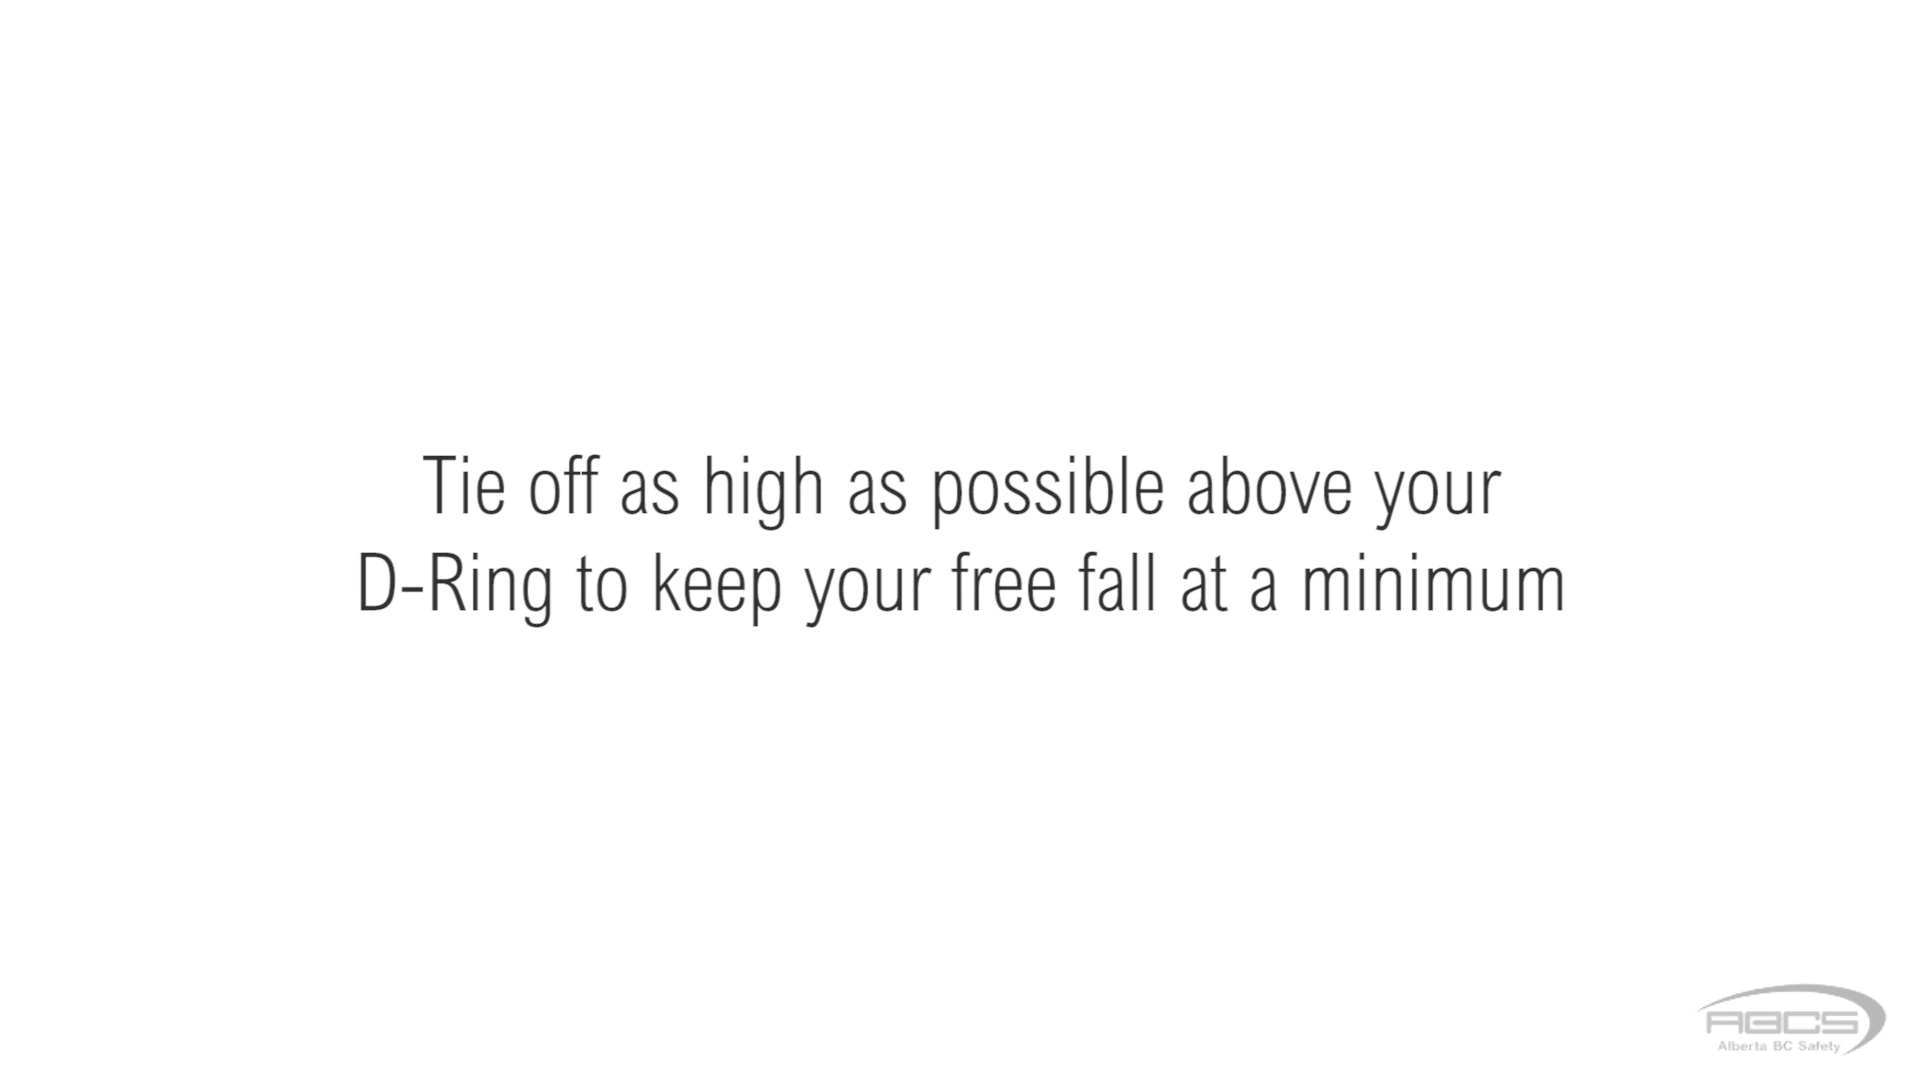 Tie off as high as possible above your
D-Ring to keep your free fall at a minimum
ABCS
Alberta BC Safety